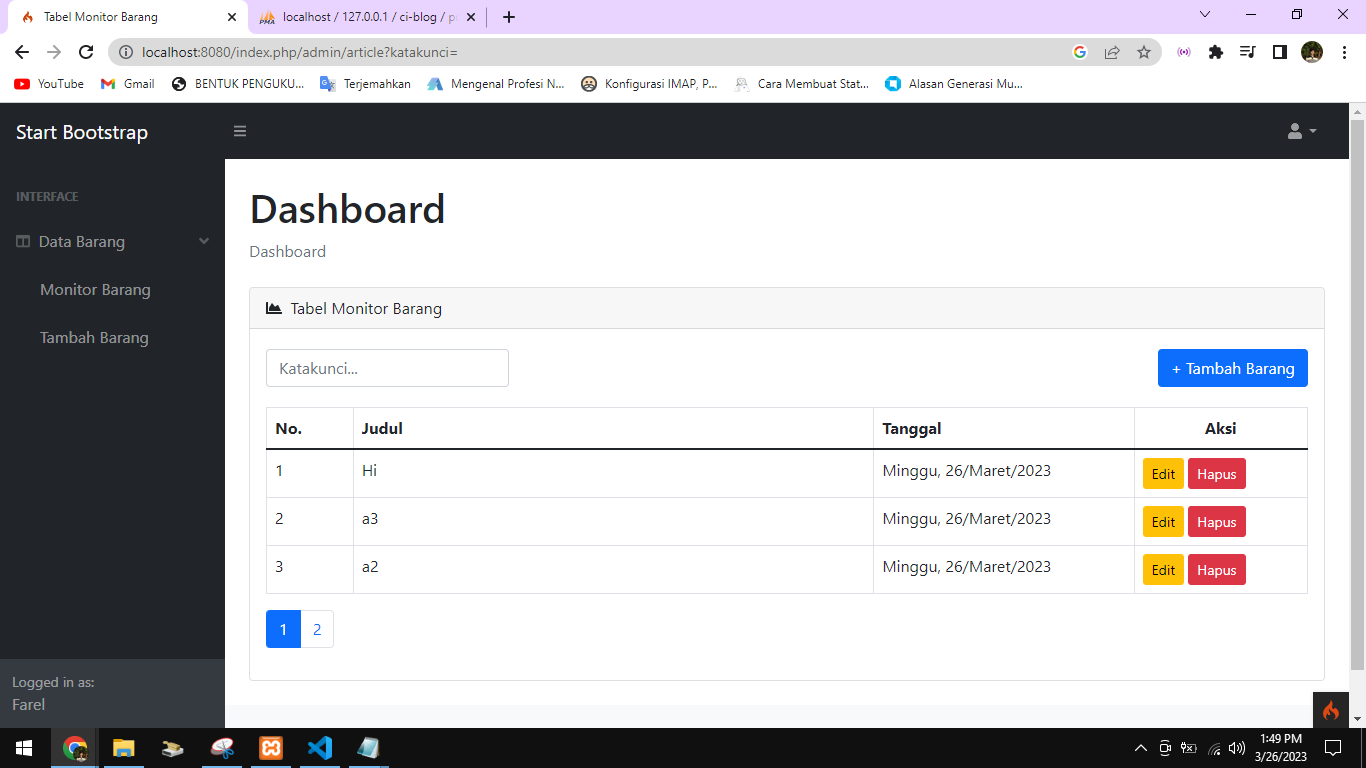 Tabel Monitor Barang
localhost / 127.0.0.1 / ci-blog / p
localhost:8080/index.php/admin/article?katakunci=
YouTube Gmail BENTUK PENGUKU... Terjemahkan Mengenal Profesi N... Konfigurasi IMAP, P... Cara Membuat Stat... Alasan Generasi Mu...
Start Bootstrap
INTERFACE
Data Barang
Monitor Barang
Tambah Barang
Logged in as:
Farel
Dashboard
Dashboard
Tabel Monitor Barang
Katakunci...
+ Tambah Barang
No. Judul Tanggal Aksi
1 Hi Minggu, 26/Maret/2023 Edit Hapus
2 a3 Minggu, 26/Maret/2023 Edit Hapus
3 a2 Minggu, 26/Maret/2023 Edit Hapus
1 2
1:49 PM
3/26/2023